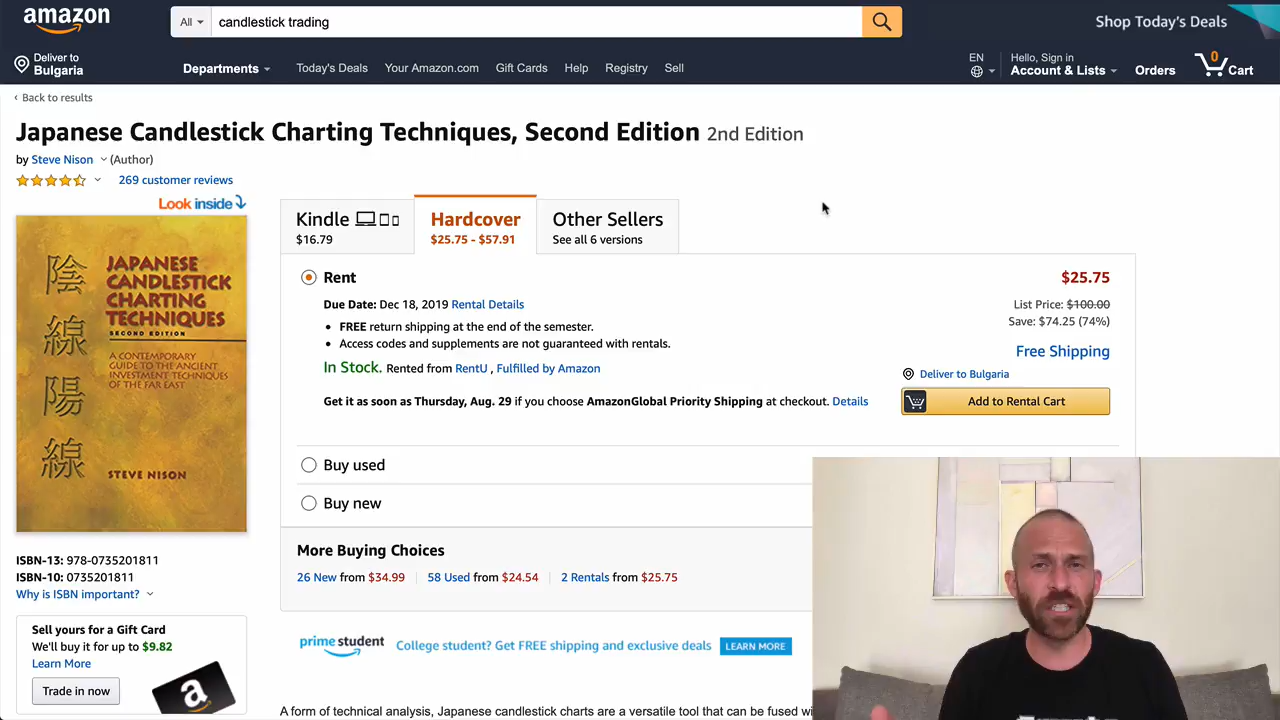 amazon
All
candlestick trading
Shop Today's Deals
Deliver to
Bulgaria
Departments
Today's Deals
Your Amazon.com
Gift Cards
Help
Registry
Sell
EN
Hello, Sign in
Account & Lists
Orders
0
Cart
‹ Back to results
Japanese Candlestick Charting Techniques, Second Edition 2nd Edition
by Steve Nison (Author)
269 customer reviews
Look inside
陰
線
陽
線
JAPANESE
CANDLESTICK
CHARTING
TECHNIQUES
SECOND EDITION
A CONTEMPORARY
GUIDE TO THE ANCIENT
INVESTMENT TECHNIQUES
OF THE FAR EAST
STEVE NISON
ISBN-13: 978-0735201811
ISBN-10: 0735201811
Why is ISBN important?
Sell yours for a Gift Card
We'll buy it for up to $9.82
Learn More
Trade in now
a
Kindle
$16.79
Hardcover
$25.75 - $57.91
Other Sellers
See all 6 versions
Rent
$25.75
Due Date: Dec 18, 2019 Rental Details
List Price: $100.00
Save: $74.25 (74%)
• FREE return shipping at the end of the semester.
• Access codes and supplements are not guaranteed with rentals.
Free Shipping
In Stock. Rented from RentU , Fulfilled by Amazon
Deliver to Bulgaria
Get it as soon as Thursday, Aug. 29 if you choose AmazonGlobal Priority Shipping at checkout. Details
Add to Rental Cart
Buy used
Buy new
More Buying Choices
26 New from $34.99
58 Used from $24.54
2 Rentals from $25.75
prime student
College student? Get FREE shipping and exclusive deals
LEARN MORE
A form of technical analysis, Japanese candlestick charts are a versatile tool that can be fused